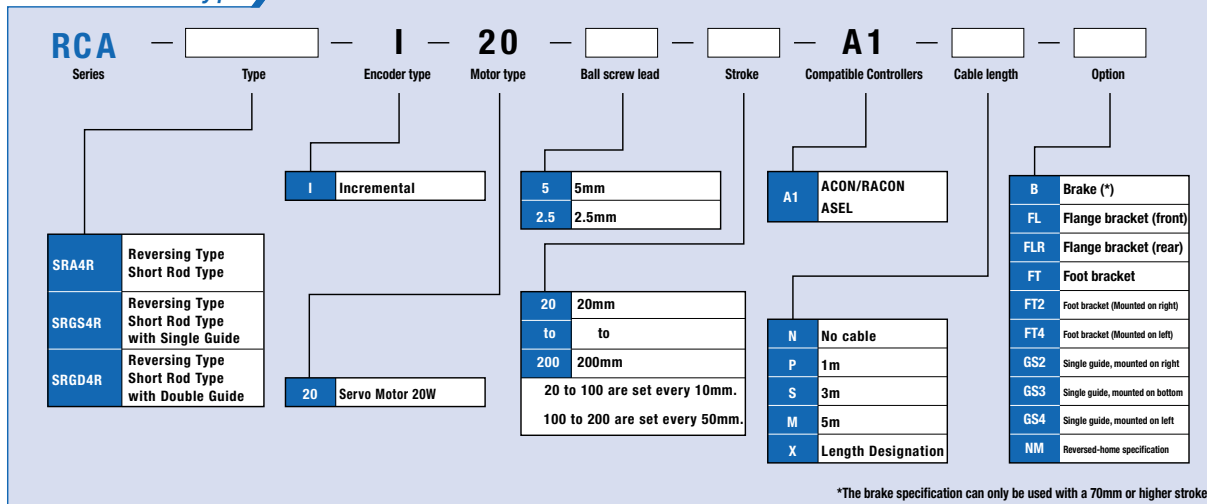 RCA — — I — 20 — — — A1 — —
Series Type Encoder type Motor type Ball screw lead Stroke Compatible Controllers Cable length Option
SRA4R Reversing Type
Short Rod Type
SRGS4R Reversing Type
Short Rod Type
with Single Guide
SRGD4R Reversing Type
Short Rod Type
with Double Guide
I Incremental
20 Servo Motor 20W
5 5mm
2.5 2.5mm
20 20mm
to to
200 200mm
20 to 100 are set every 10mm.
100 to 200 are set every 50mm.
A1 ACON/RACON
ASEL
N No cable
P 1m
S 3m
M 5m
X Length Designation
B Brake (*)
FL Flange bracket (front)
FLR Flange bracket (rear)
FT Foot bracket
FT2 Foot bracket (Mounted on right)
FT4 Foot bracket (Mounted on left)
GS2 Single guide, mounted on right
GS3 Single guide, mounted on bottom
GS4 Single guide, mounted on left
NM Reversed-home specification
*The brake specification can only be used with a 70mm or higher stroke